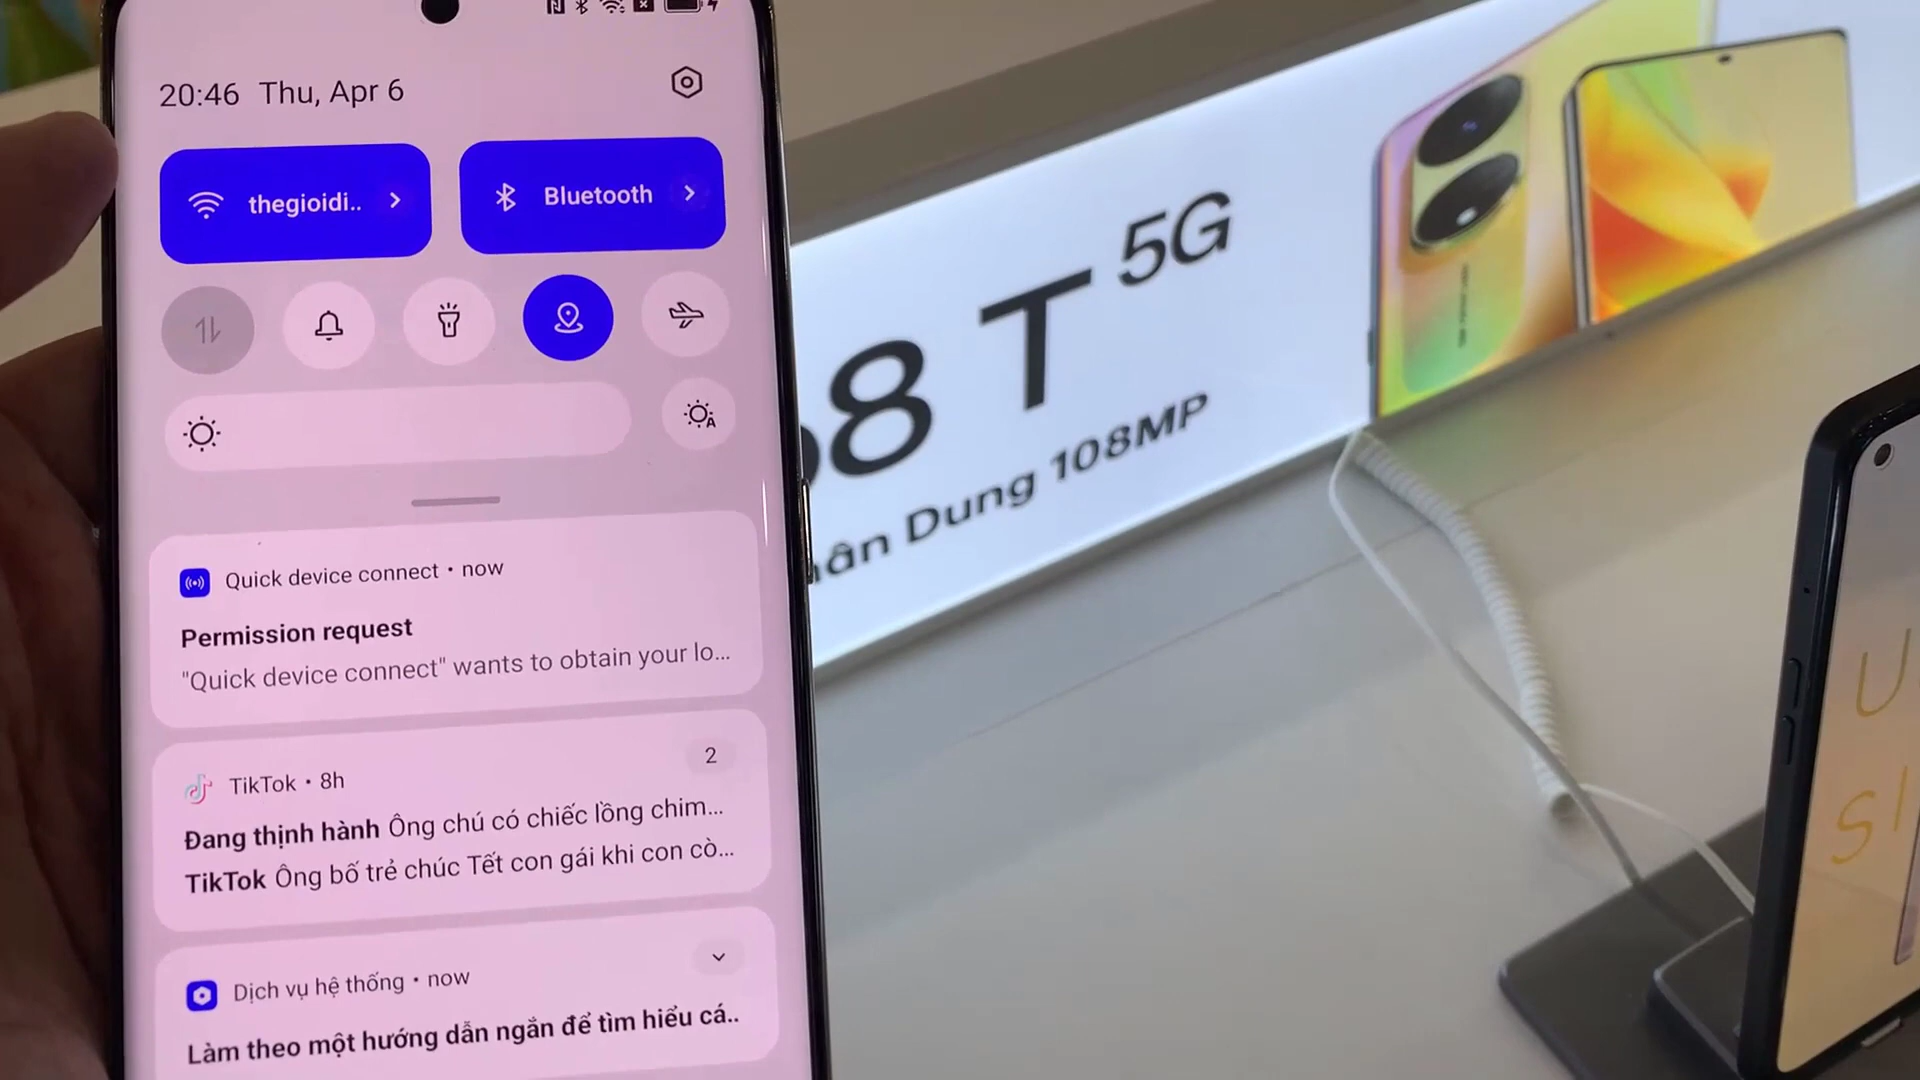 20:46 Thu, Apr 6
thegioidi..
Bluetooth
Quick device connect • now
Permission request
"Quick device connect" wants to obtain your lo...
TikTok • 8h
2
Đang thịnh hành Ông chú có chiếc lồng chim...
TikTok Ông bố trẻ chúc Tết con gái khi con cò...
Dịch vụ hệ thống • now
Làm theo một hướng dẫn ngắn để tìm hiểu cá..
8 T 5G
Dung 108MP
A
U
SI